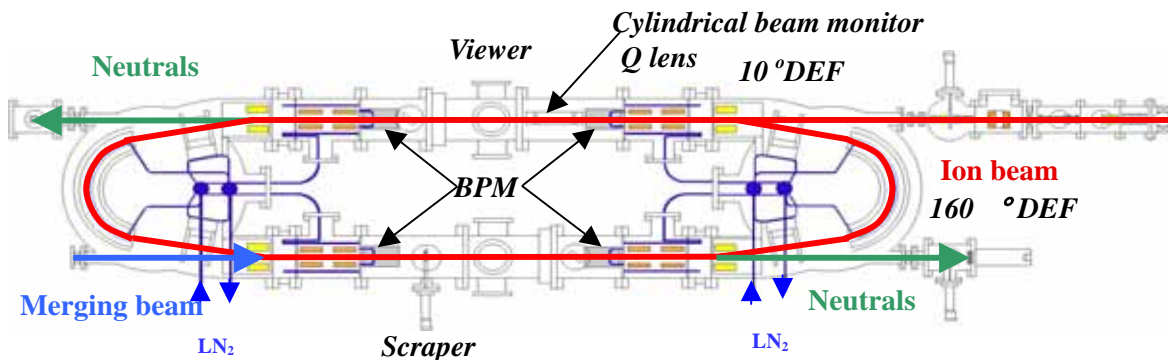 Cylindrical beam monitor
Viewer
Q lens
Neutrals
10 °DEF
BPM
Ion beam
160 ° DEF
Merging beam
Neutrals
LN2
Scraper
LN2